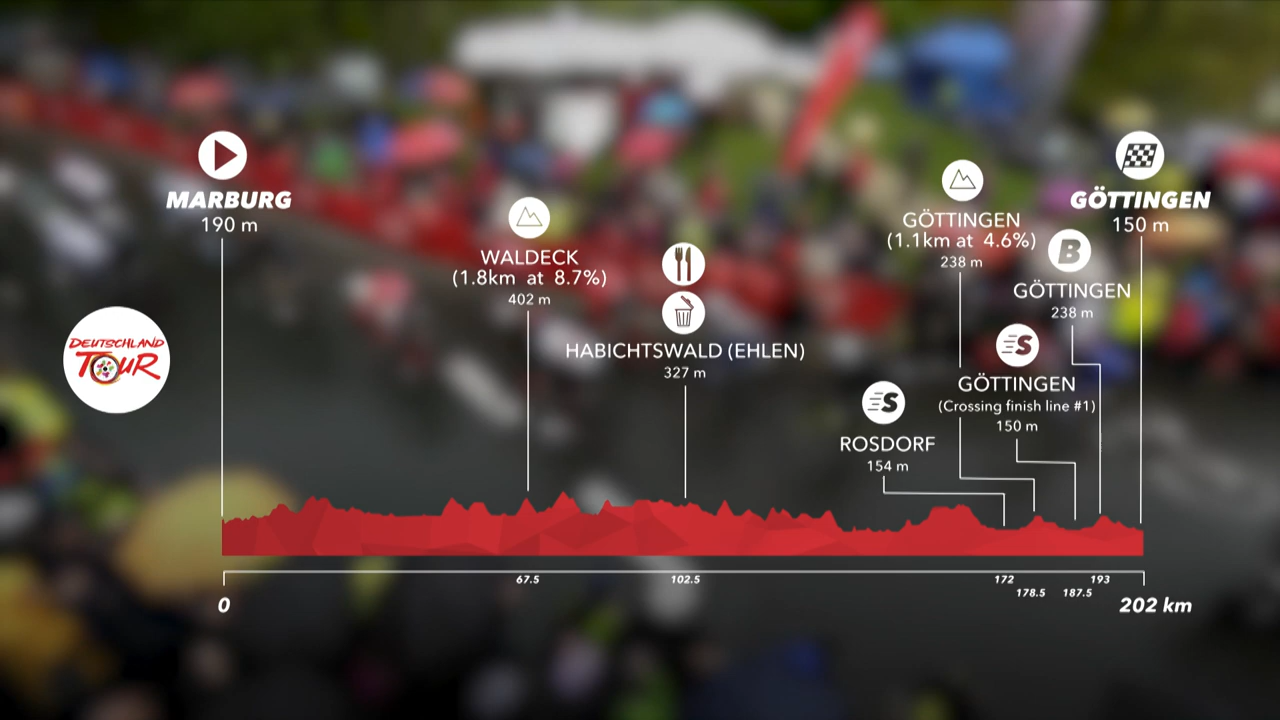 MARBURG
190 m
WALDECK
(1.8km at 8.7%)
402 m
HABICHTSWALD (EHLEN)
327 m
S
ROSDORF
154 m
GÖTTINGEN
(1.1km at 4.6%)
238 m
S
GÖTTINGEN
(Crossing finish line #1)
150 m
B
GÖTTINGEN
238 m
GÖTTINGEN
150 m
DEUTSCHLAND
TOUR
67.5
102.5
172
178.5
187.5
193
0
202 km